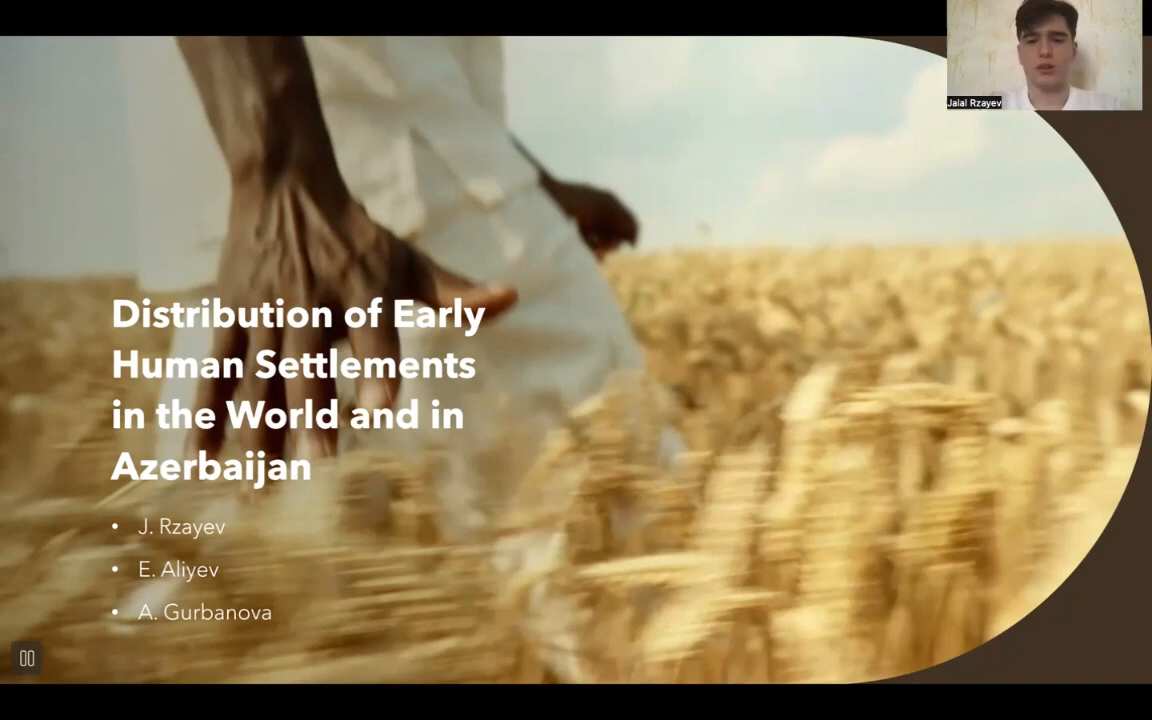 Jalal Rzayev
Distribution of Early
Human Settlements
in the World and in
Azerbaijan
• J. Rzayev
• E. Aliyev
• A. Gurbanova